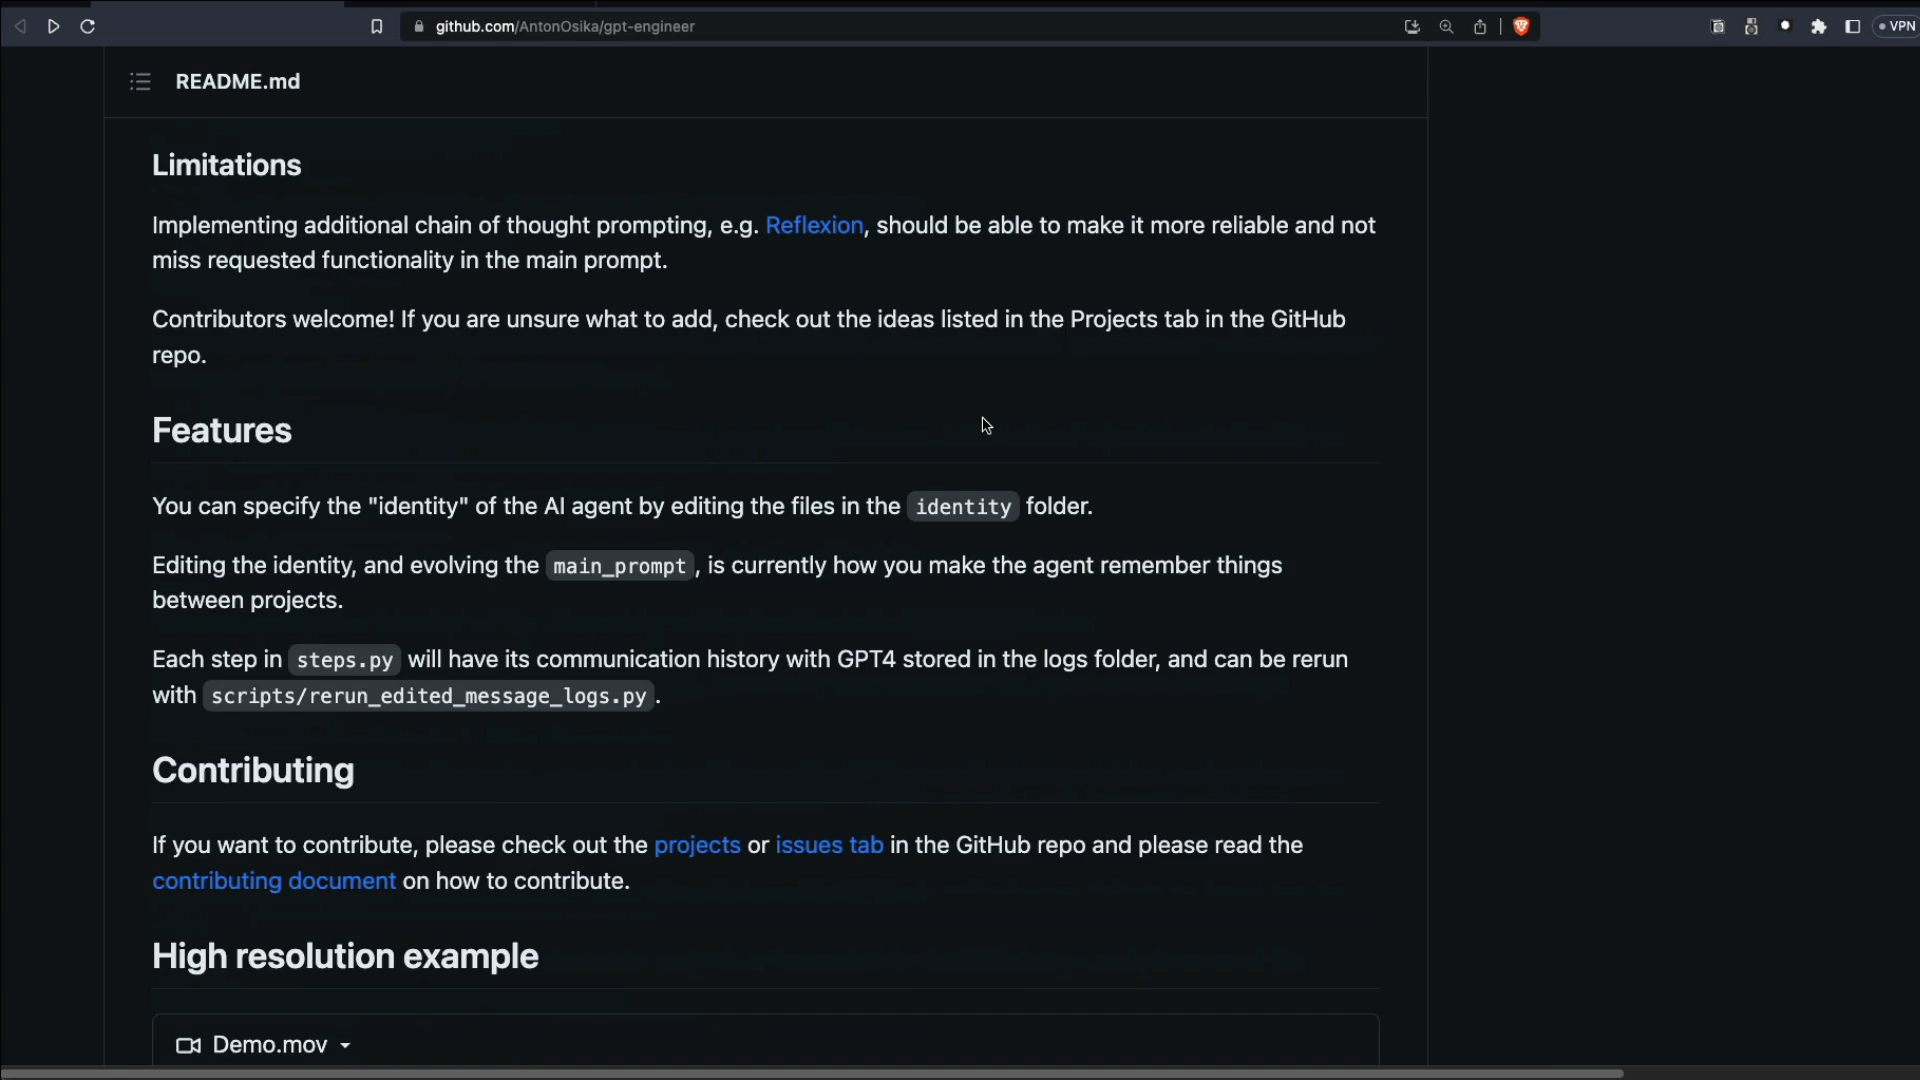 github.com/AntonOsika/gpt-engineer
VPN
README.md
Limitations
Implementing additional chain of thought prompting, e.g. Reflexion, should be able to make it more reliable and not
miss requested functionality in the main prompt.
Contributors welcome! If you are unsure what to add, check out the ideas listed in the Projects tab in the GitHub
repo.
Features
You can specify the "identity" of the AI agent by editing the files in the identity folder.
Editing the identity, and evolving the main_prompt , is currently how you make the agent remember things
between projects.
Each step in steps.py will have its communication history with GPT4 stored in the logs folder, and can be rerun
with scripts/rerun_edited_message_logs.py .
Contributing
If you want to contribute, please check out the projects or issues tab in the GitHub repo and please read the
contributing document on how to contribute.
High resolution example
Demo.mov